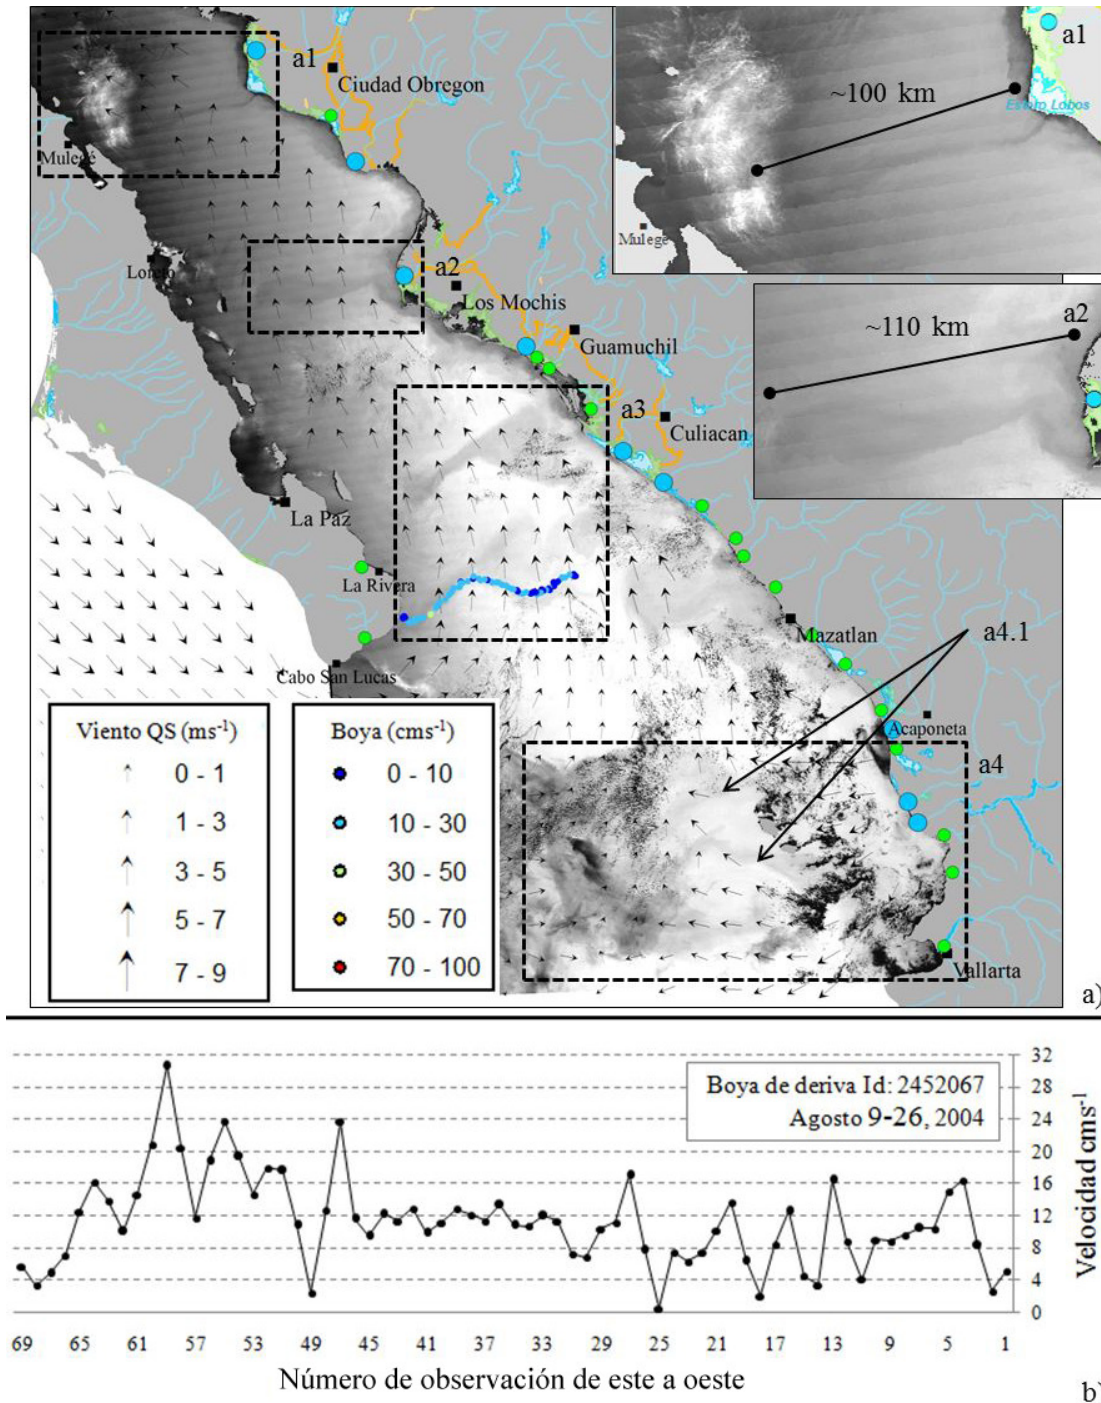 a1
Ciudad Obregon
Mulegé
Loreto
a2
Los Mochis
Guamuchil
a3
Culiacan
La Paz
La Rivera
Mazatlan
a4.1
Cabo San Lucas
Acaponeta
a4
Vallarta
a1
~100 km
Estero Lobos
Mulegé
a2
~110 km
Viento QS (ms-1)
0 - 1
1 - 3
3 - 5
5 - 7
7 - 9
Boya (cms-1)
0 - 10
10 - 30
30 - 50
50 - 70
70 - 100
a)
Boya de deriva Id: 2452067
Agosto 9-26, 2004
32
28
24
20
16
12
8
4
0
Velocidad cms-1
69 65 61 57 53 49 45 41 37 33 29 25 21 17 13 9 5 1
Número de observación de este a oeste
b)